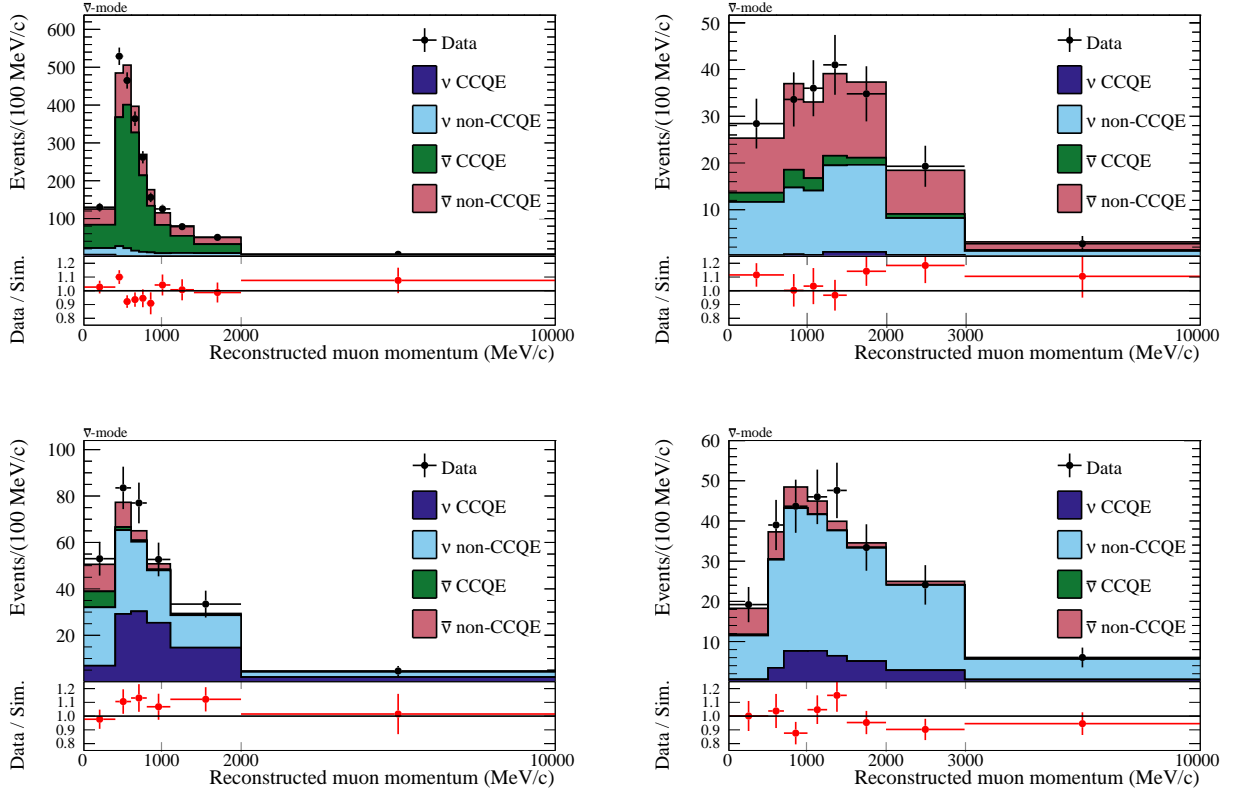 ν̅-mode
Events/(100 MeV/c)
600
500
400
300
200
100
Data
ν CCQE
ν non-CCQE
ν̅ CCQE
ν̅ non-CCQE
Data / Sim.
1.2
1.1
1.0
0.9
0.8
0
1000
2000
10000
Reconstructed muon momentum (MeV/c)
ν̅-mode
Events/(100 MeV/c)
50
40
30
20
10
Data
ν CCQE
ν non-CCQE
ν̅ CCQE
ν̅ non-CCQE
Data / Sim.
1.2
1.1
1.0
0.9
0.8
0
1000
2000
3000
10000
Reconstructed muon momentum (MeV/c)
ν̅-mode
Events/(100 MeV/c)
100
80
60
40
20
Data
ν CCQE
ν non-CCQE
ν̅ CCQE
ν̅ non-CCQE
Data / Sim.
1.2
1.1
1.0
0.9
0.8
0
1000
2000
10000
Reconstructed muon momentum (MeV/c)
ν̅-mode
Events/(100 MeV/c)
60
50
40
30
20
10
Data
ν CCQE
ν non-CCQE
ν̅ CCQE
ν̅ non-CCQE
Data / Sim.
1.2
1.1
1.0
0.9
0.8
0
1000
2000
3000
10000
Reconstructed muon momentum (MeV/c)